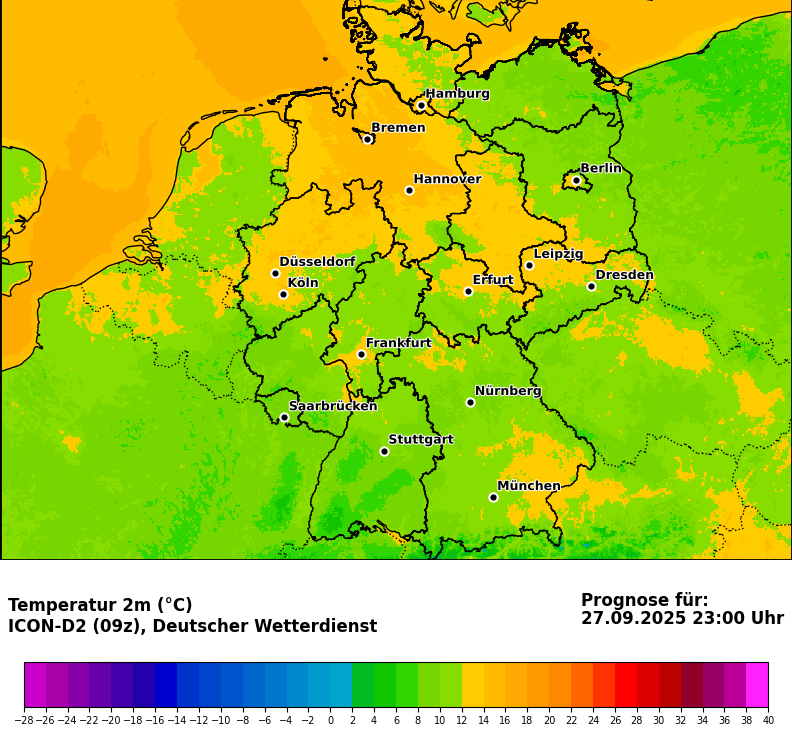 Hamburg
Bremen
Berlin
Hannover
Leipzig
Düsseldorf
Dresden
Köln
Erfurt
Frankfurt
Nürnberg
Saarbrücken
Stuttgart
München
Temperatur 2m (°C)
ICON-D2 (09z), Deutscher Wetterdienst
Prognose für:
27.09.2025 23:00 Uhr
−28 −26 −24 −22 −20 −18 −16 −14 −12 −10 −8 −6 −4 −2 0 2 4 6 8 10 12 14 16 18 20 22 24 26 28 30 32 34 36 38 40